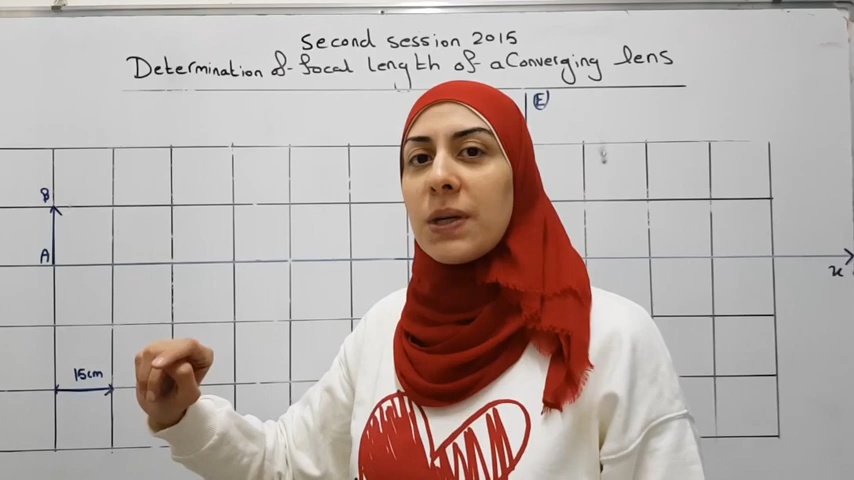 Second session 2015
Determination of focal length of a Converging lens
E
B
A
x
15cm